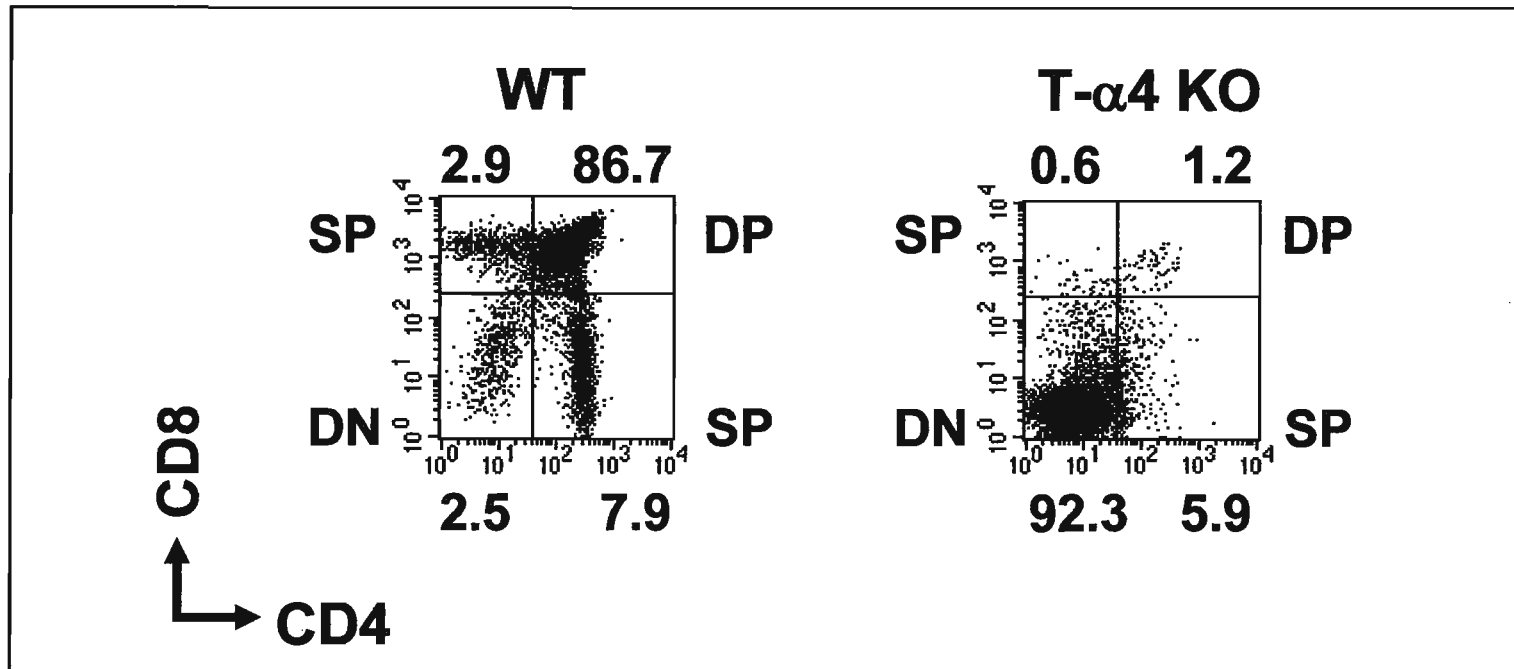 WT
2.9 86.7
SP DP
DN SP
10⁴
10³
10²
10¹
10⁰
10⁰ 10¹ 10² 10³ 10⁴
2.5 7.9
T-α4 KO
0.6 1.2
SP DP
DN SP
10⁴
10³
10²
10¹
10⁰
10⁰ 10¹ 10² 10³ 10⁴
92.3 5.9
CD8
CD4